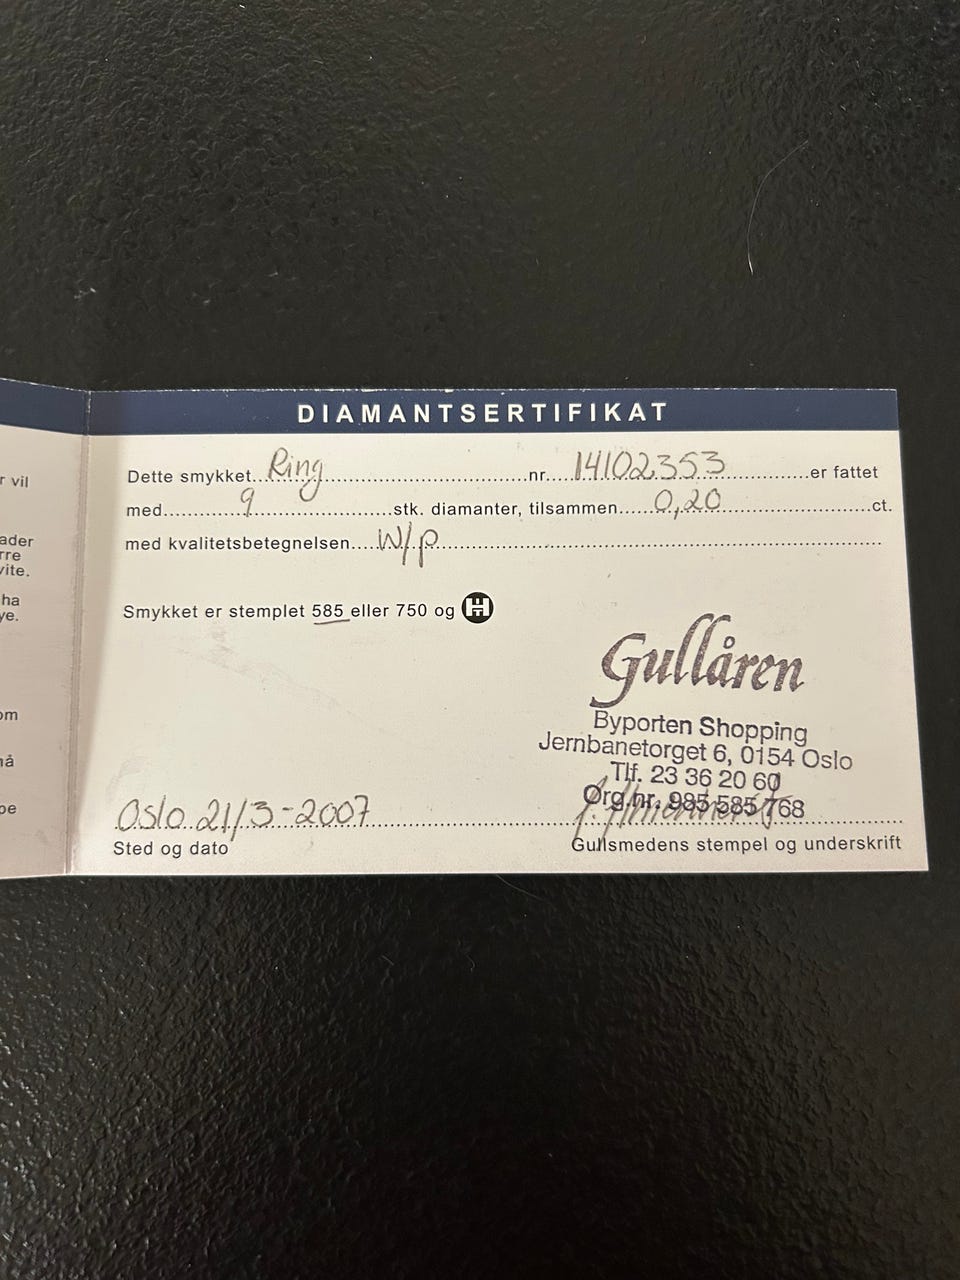 r vil
ader
rre
vite.
ha
ye.
om
nå
pe
DIAMANTSERTIFIKAT
Dette smykket Ring nr. 14102353 er fattet
med 9 stk. diamanter, tilsammen 0,20 ct.
med kvalitetsbetegnelsen W/p
Smykket er stemplet 585 eller 750 og H
Gullåren
Byporten Shopping
Jernbanetorget 6, 0154 Oslo
Tlf. 23 36 20 60
Org.nr. 985 585 768
Oslo 21/3-2007
Sted og dato
Gullsmedens stempel og underskrift